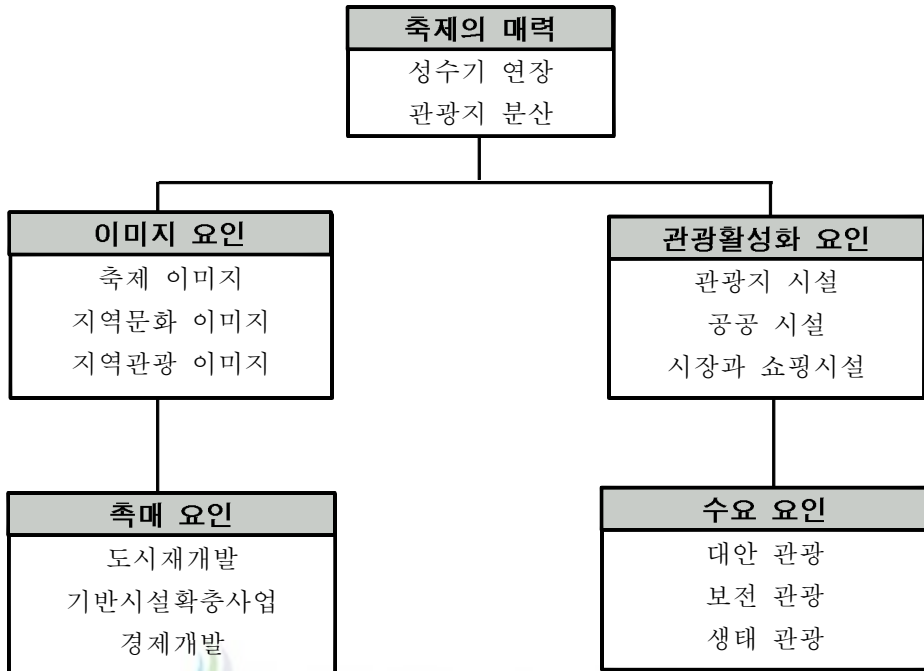 축제의 매력
성수기 연장
관광지 분산
이미지 요인
축제 이미지
지역문화 이미지
지역관광 이미지
관광활성화 요인
관광지 시설
공공 시설
시장과 쇼핑시설
촉매 요인
도시재개발
기반시설확충사업
경제개발
수요 요인
대안 관광
보전 관광
생태 관광